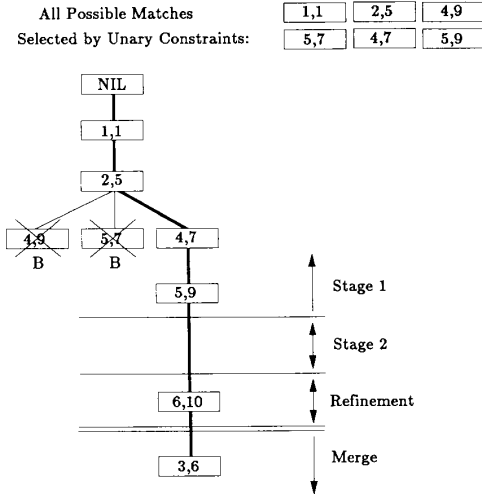 All Possible Matches 1,1 2,5 4,9
Selected by Unary Constraints: 5,7 4,7 5,9
NIL
1,1
2,5
4,9 5,7 4,7
B B
5,9 Stage 1
Stage 2
6,10 Refinement
Merge
3,6